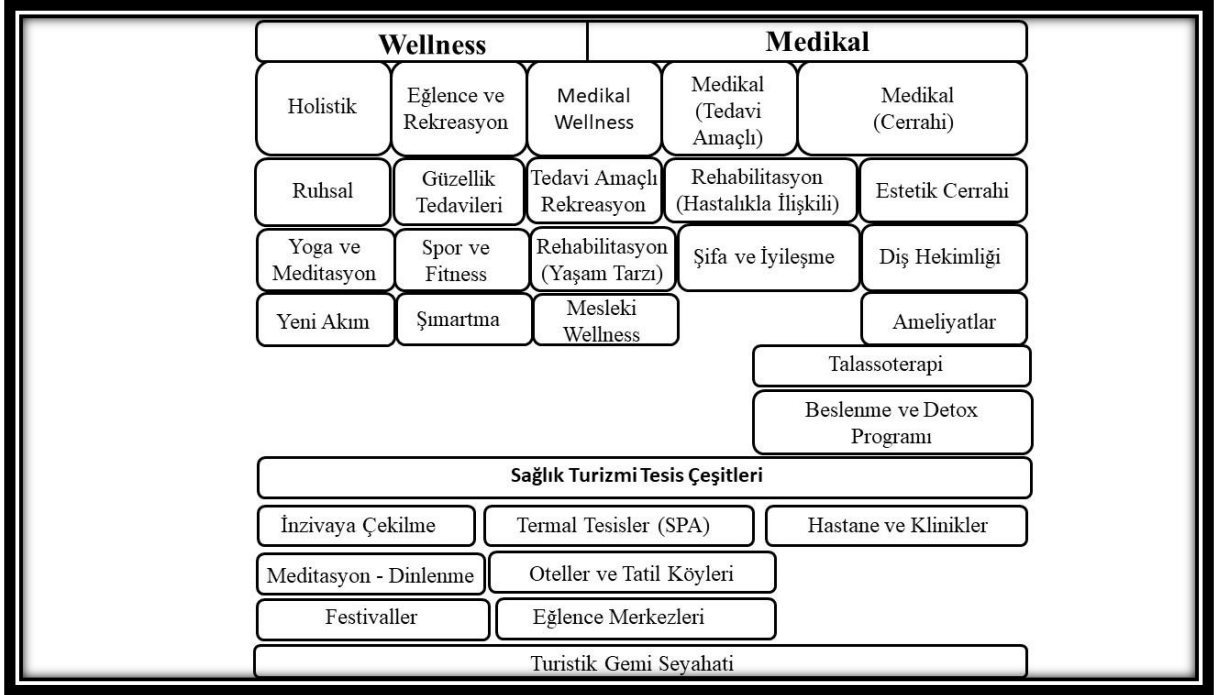 Wellness
Medikal
Holistik
Eğlence ve
Rekreasyon
Medikal
Wellness
Medikal
(Tedavi
Amaçlı)
Medikal
(Cerrahi)
Ruhsal
Güzellik
Tedavileri
Tedavi Amaçlı
Rekreasyon
Rehabilitasyon
(Hastalıkla İlişkili)
Estetik Cerrahi
Yoga ve
Meditasyon
Spor ve
Fitness
Rehabilitasyon
(Yaşam Tarzı)
Şifa ve İyileşme
Diş Hekimliği
Yeni Akım
Şımartma
Mesleki
Wellness
Ameliyatlar
Talassoterapi
Beslenme ve Detox
Programı
Sağlık Turizmi Tesis Çeşitleri
İnzivaya Çekilme
Termal Tesisler (SPA)
Hastane ve Klinikler
Meditasyon - Dinlenme
Oteller ve Tatil Köyleri
Festivaller
Eğlence Merkezleri
Turistik Gemi Seyahati